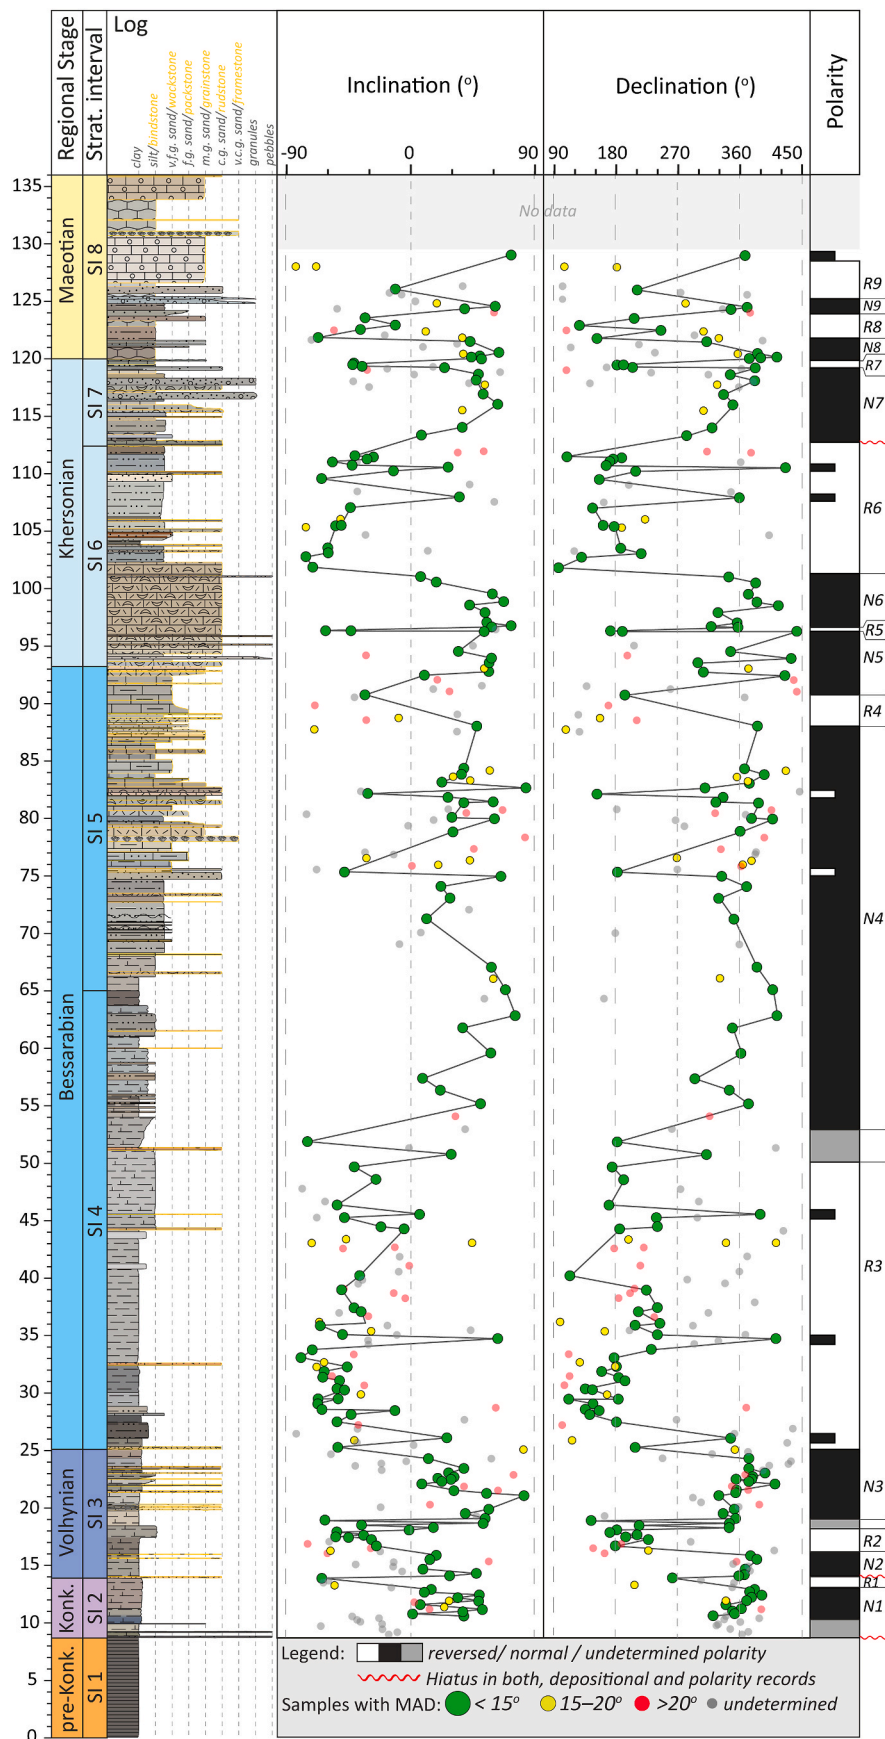 Log
Regional Stage
Strat. interval
clay
silt/bindstone
v.f.g. sand/wackstone
f.g. sand/packstone
m.g. sand/grainstone
c.g. sand/rudstone
v.c.g. sand/framestone
granules
pebbles
Inclination (°)
Declination (°)
Polarity
-90 0 90 90 180 270 360 450
No data
135
130
125
120
115
110
105
100
95
90
85
80
75
70
65
60
55
50
45
40
35
30
25
20
15
10
5
0
Maeotian
Khersonian
Bessarabian
Volhynian
Konk.
pre-Konk.
SI 8
SI 7
SI 6
SI 5
SI 4
SI 3
SI 2
SI 1
R9
N9
R8
N8
R7
N7
R6
N6
R5
N5
R4
N4
R3
N3
R2
N2
R1
N1
Legend: reversed/ normal / undetermined polarity
Hiatus in both, depositional and polarity records
Samples with MAD: < 15° 15–20° >20° undetermined